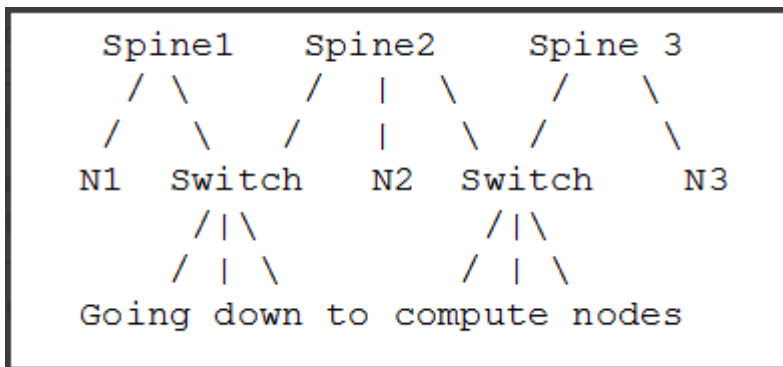 Spine1 Spine2 Spine 3
/ \ / | \ / \
/ \ / | \ / \
N1 Switch N2 Switch N3
/|\ /|\
/ | \ / | \
Going down to compute nodes